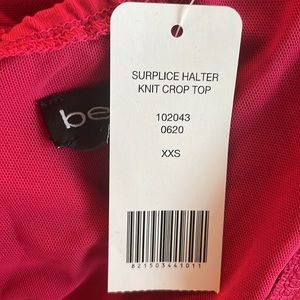 be
SURPLICE HALTER
KNIT CROP TOP
102043
0620
XXS
821503441011